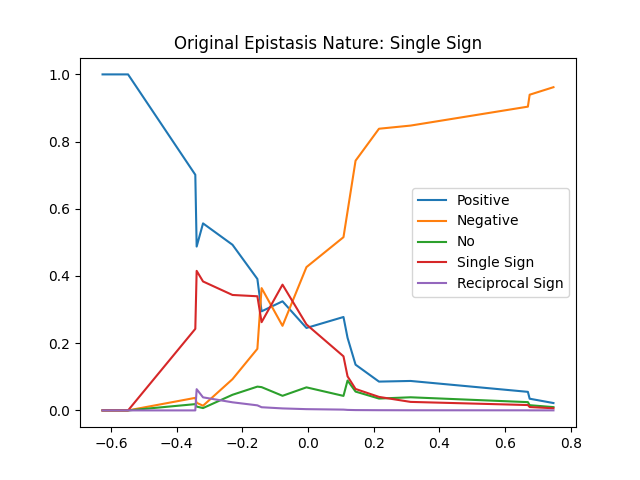 Original Epistasis Nature: Single Sign
1.0
0.8
0.6
0.4
0.2
0.0
Positive
Negative
No
Single Sign
Reciprocal Sign
−0.6 −0.4 −0.2 0.0 0.2 0.4 0.6 0.8